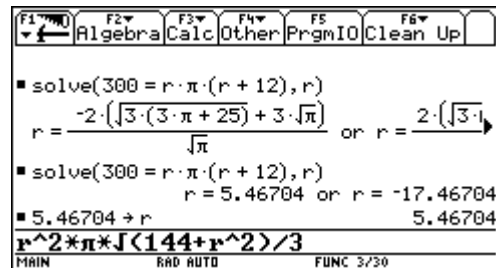 F1 F2 F3 F4 F5 F6
Algebra Calc Other PrgmIO Clean Up
▪ solve(300 = r·π·(r + 12), r)
r = -2·(√3·(3·π + 25) + 3·√π) / √π or r = 2·(√3·
▪ solve(300 = r·π·(r + 12), r)
r = 5.46704 or r = -17.46704
▪ 5.46704 → r 5.46704
r^2*π*√(144+r^2)/3
MAIN RAD AUTO FUNC 3/30